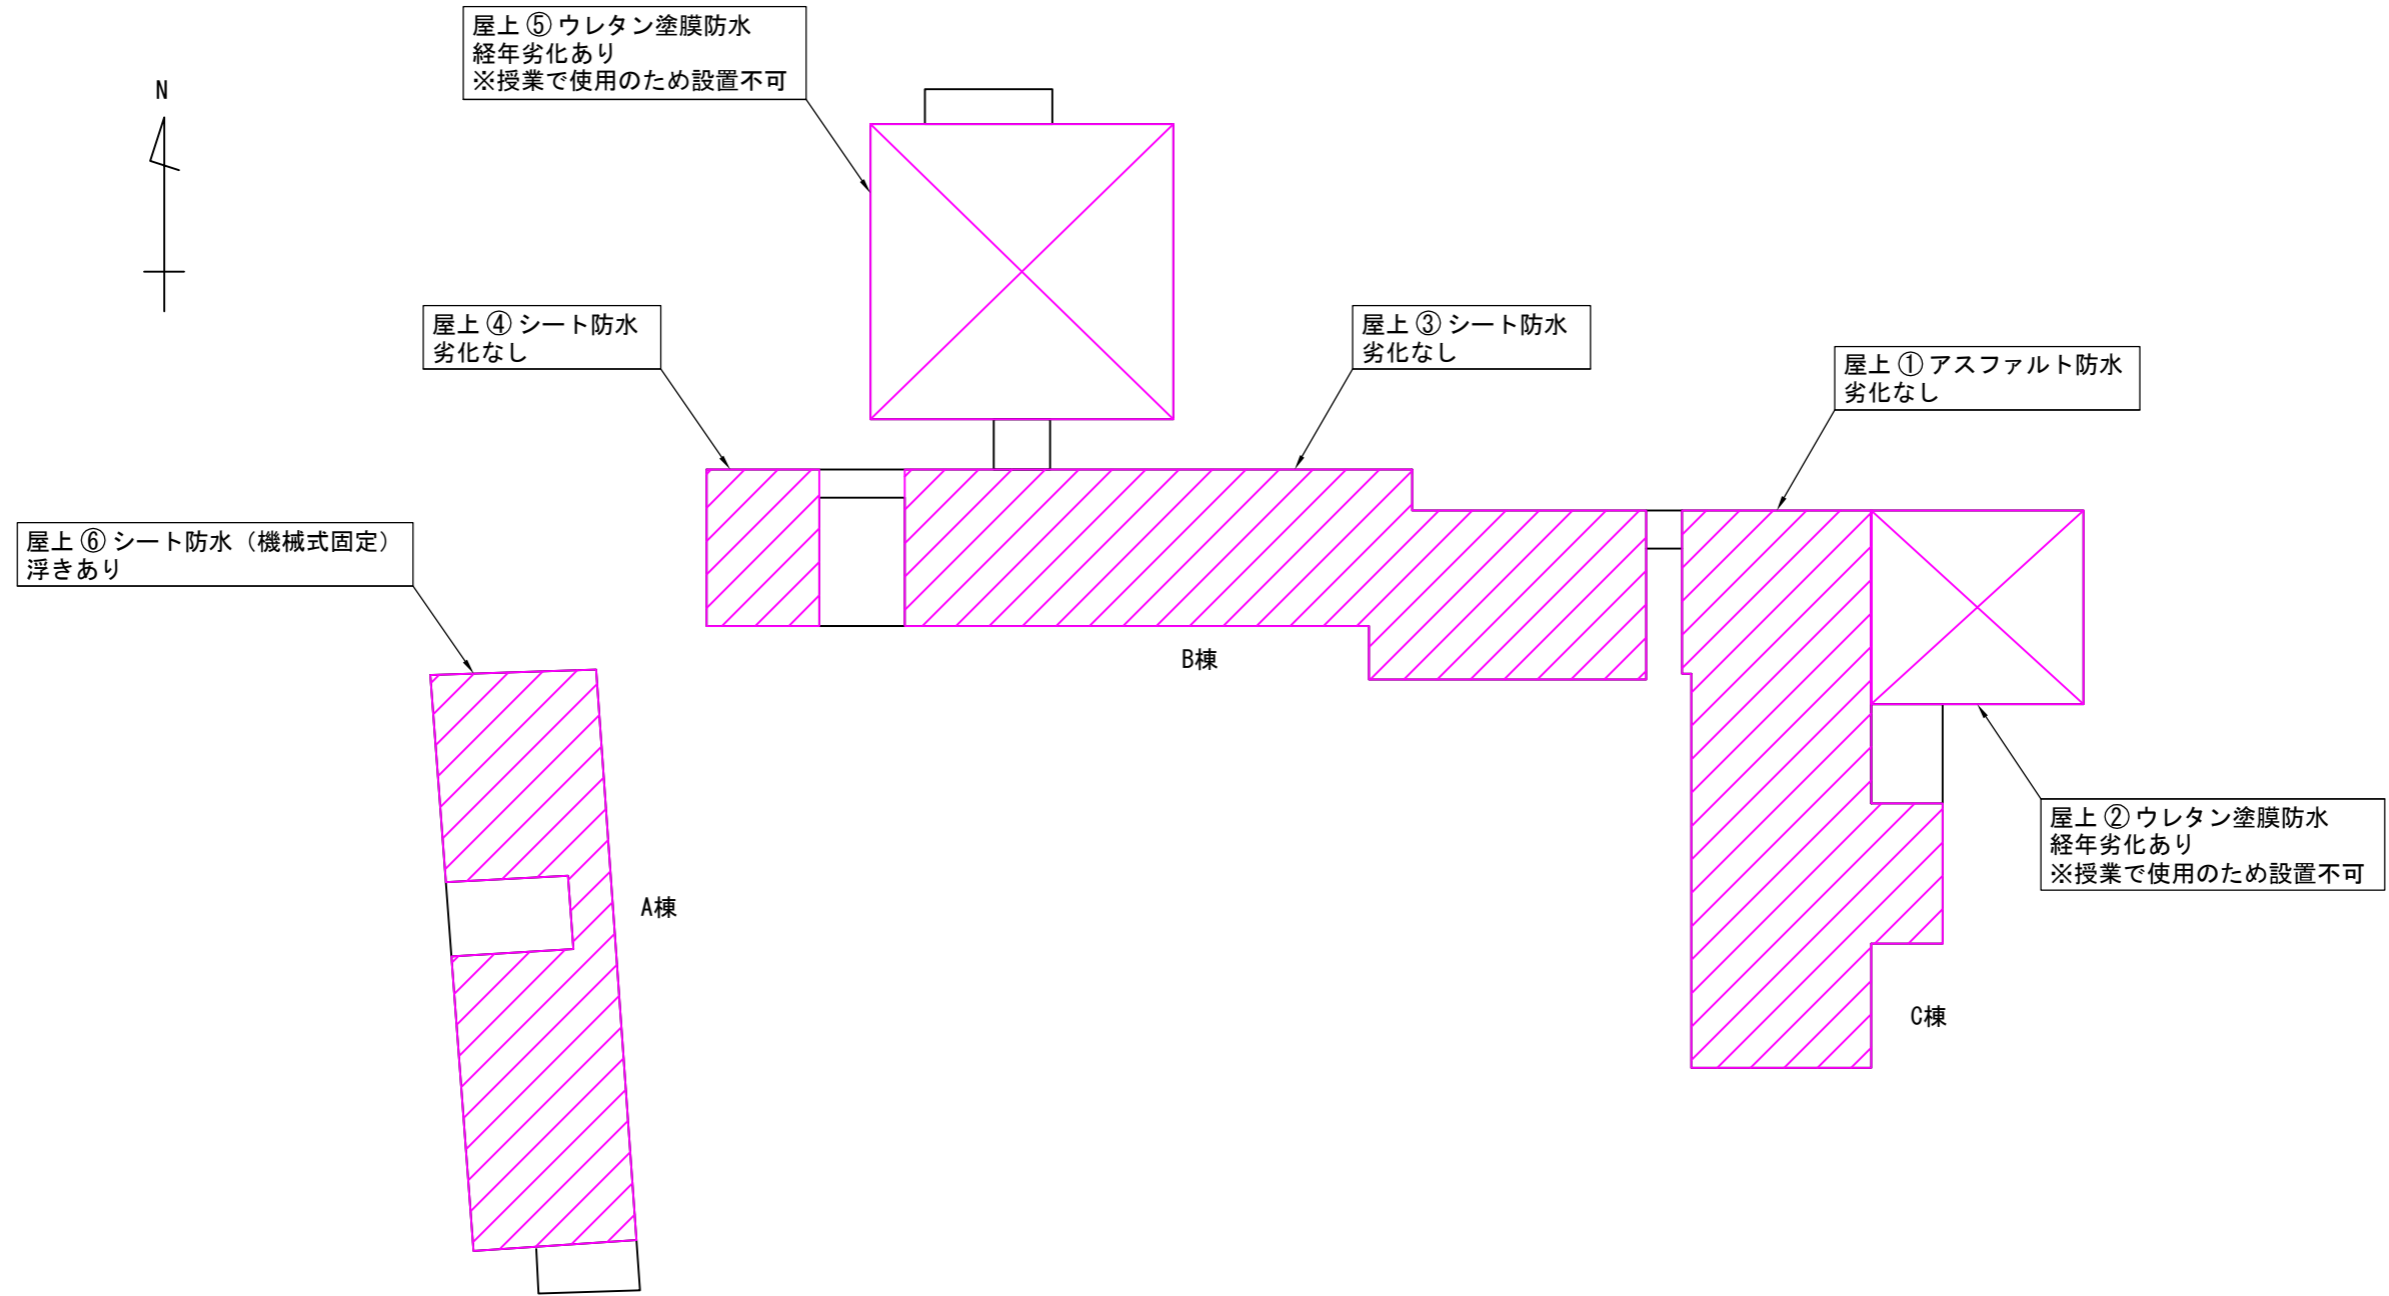 屋上 ⑤ ウレタン塗膜防水
経年劣化あり
※授業で使用のため設置不可
N
屋上 ④ シート防水
劣化なし
屋上 ③ シート防水
劣化なし
屋上 ① アスファルト防水
劣化なし
屋上 ⑥ シート防水（機械式固定）
浮きあり
B棟
屋上 ② ウレタン塗膜防水
経年劣化あり
※授業で使用のため設置不可
A棟
C棟